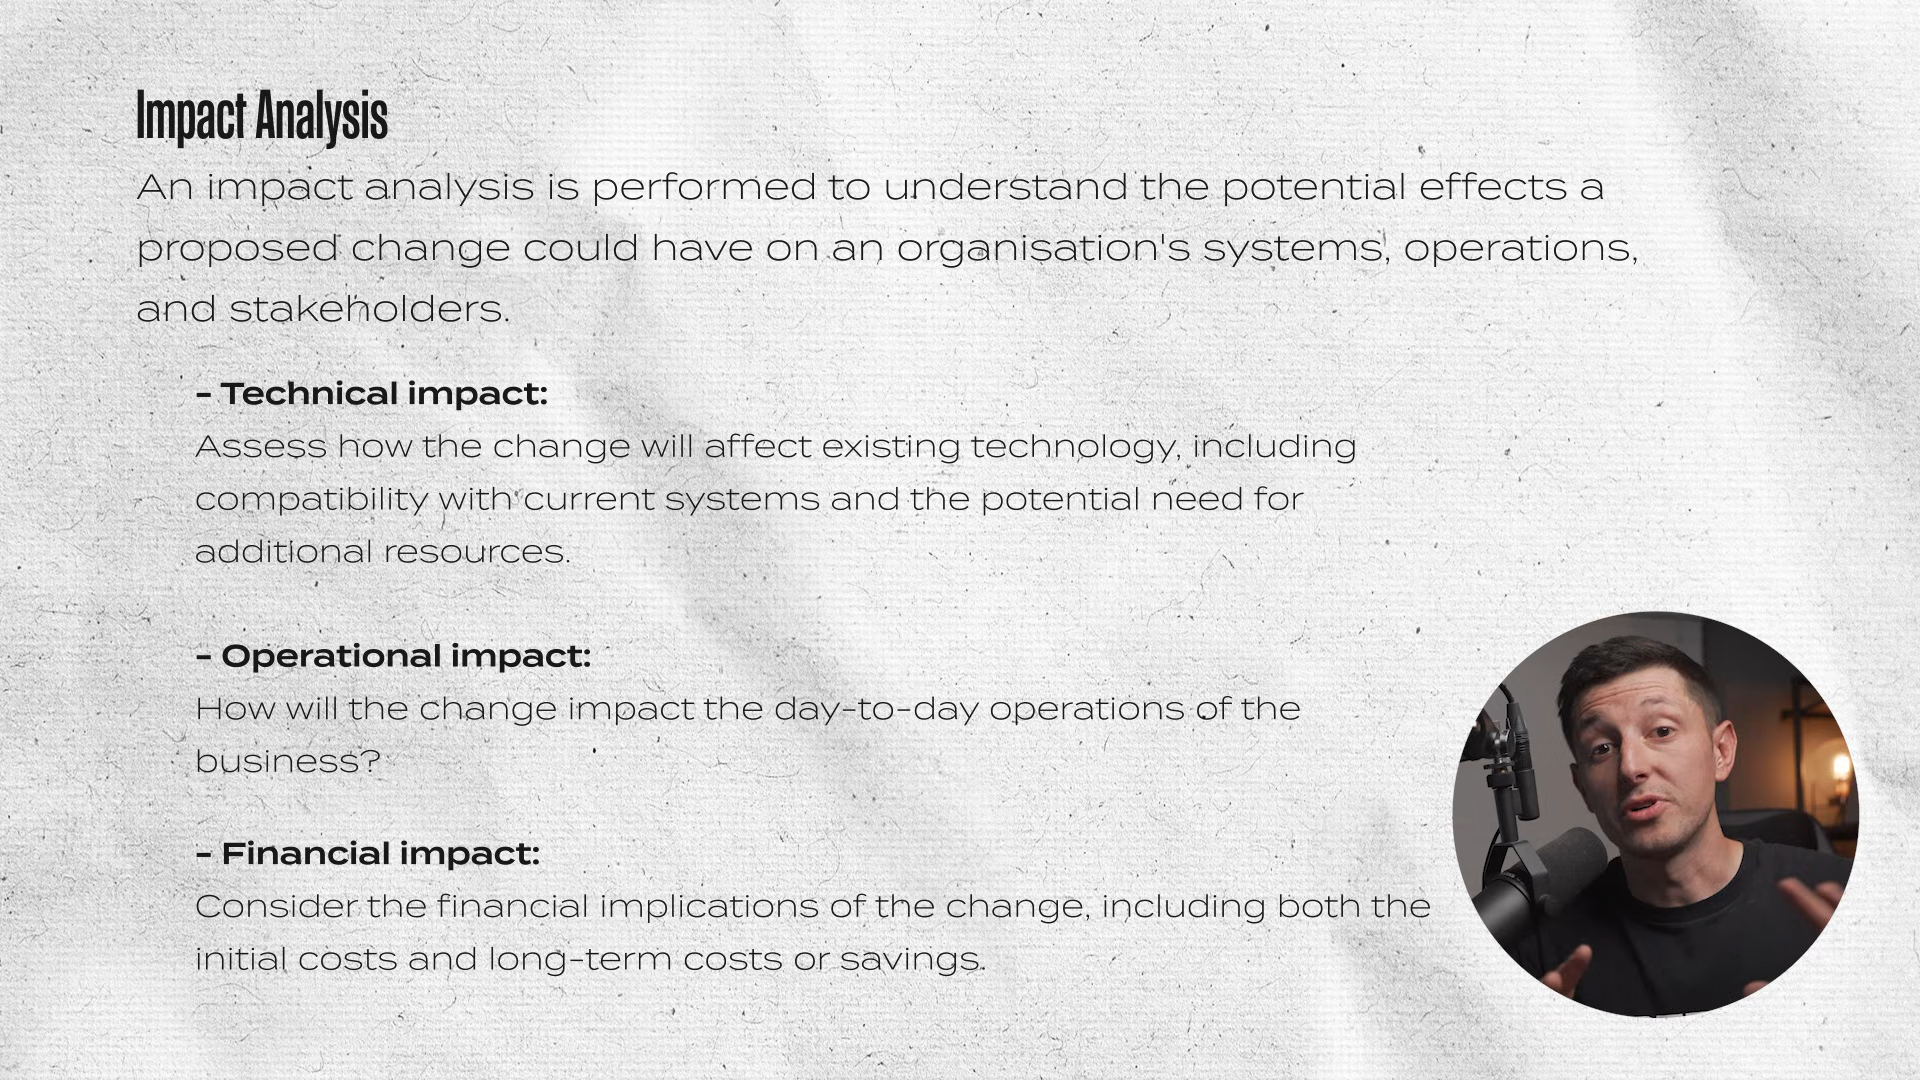 Impact Analysis
An impact analysis is performed to understand the potential effects a
proposed change could have on an organisation's systems, operations,
and stakeholders.
- Technical impact:
Assess how the change will affect existing technology, including
compatibility with current systems and the potential need for
additional resources.
- Operational impact:
How will the change impact the day-to-day operations of the
business?
- Financial impact:
Consider the financial implications of the change, including both the
initial costs and long-term costs or savings.